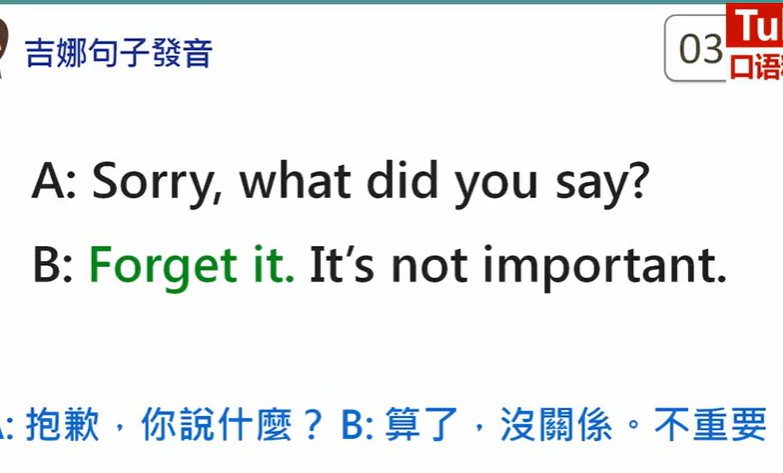 吉娜句子發音
03
口语
A: Sorry, what did you say?
B: Forget it. It's not important.
抱歉，你說什麼？ B: 算了，沒關係。不重要